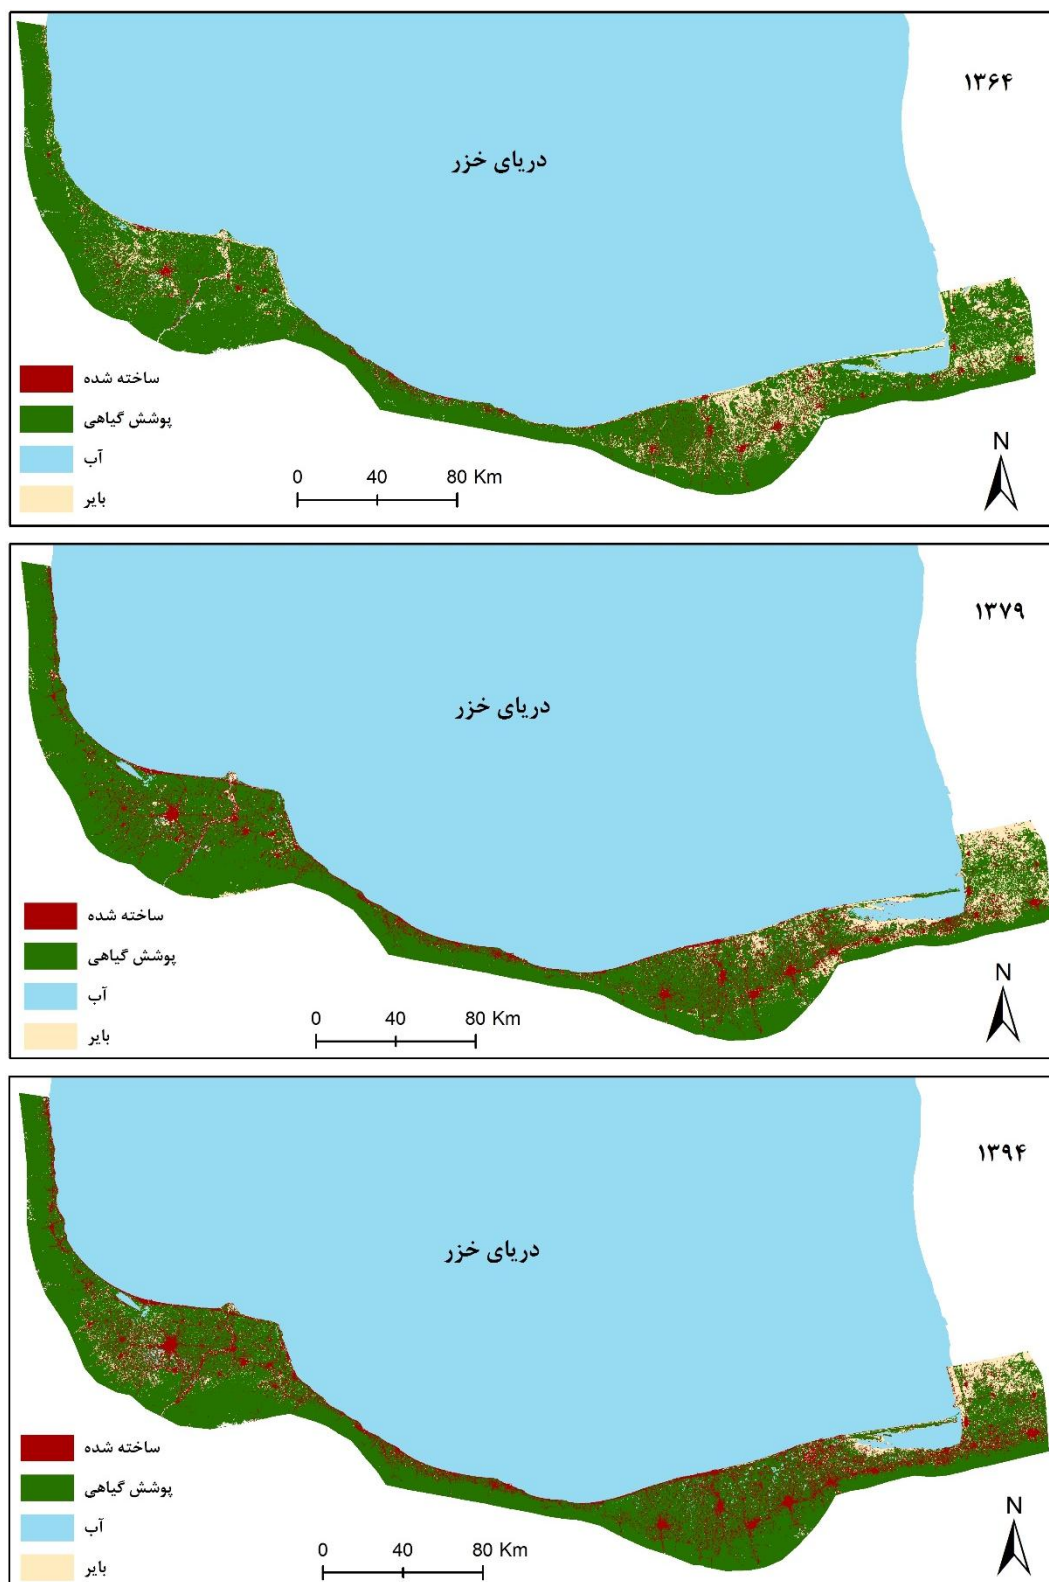 ۱۳۶۴
دریای خزر
ساخته شده
پوشش گیاهی
آب
بایر
0 40 80 Km
N
۱۳۷۹
دریای خزر
ساخته شده
پوشش گیاهی
آب
بایر
0 40 80 Km
N
۱۳۹۴
دریای خزر
ساخته شده
پوشش گیاهی
آب
بایر
0 40 80 Km
N